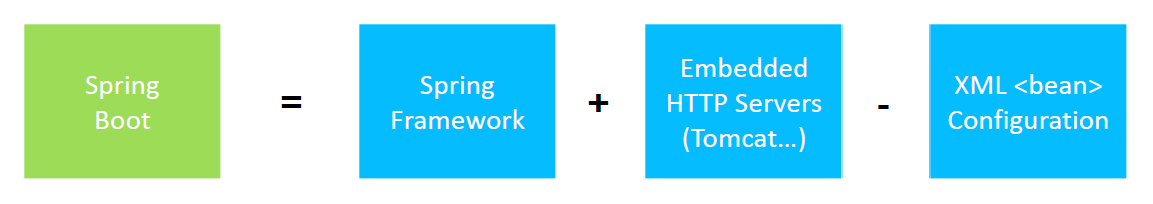 Spring
Boot
=
Spring
Framework
+
Embedded
HTTP Servers
(Tomcat...)
-
XML <bean>
Configuration